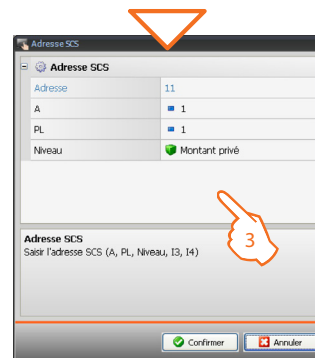 Adresse SCS
Adresse SCS
Adresse 11
A 1
PL 1
Niveau Montant privé
3
Adresse SCS
Saisir l'adresse SCS (A, PL, Niveau, I3, I4)
Confirmer Annuler